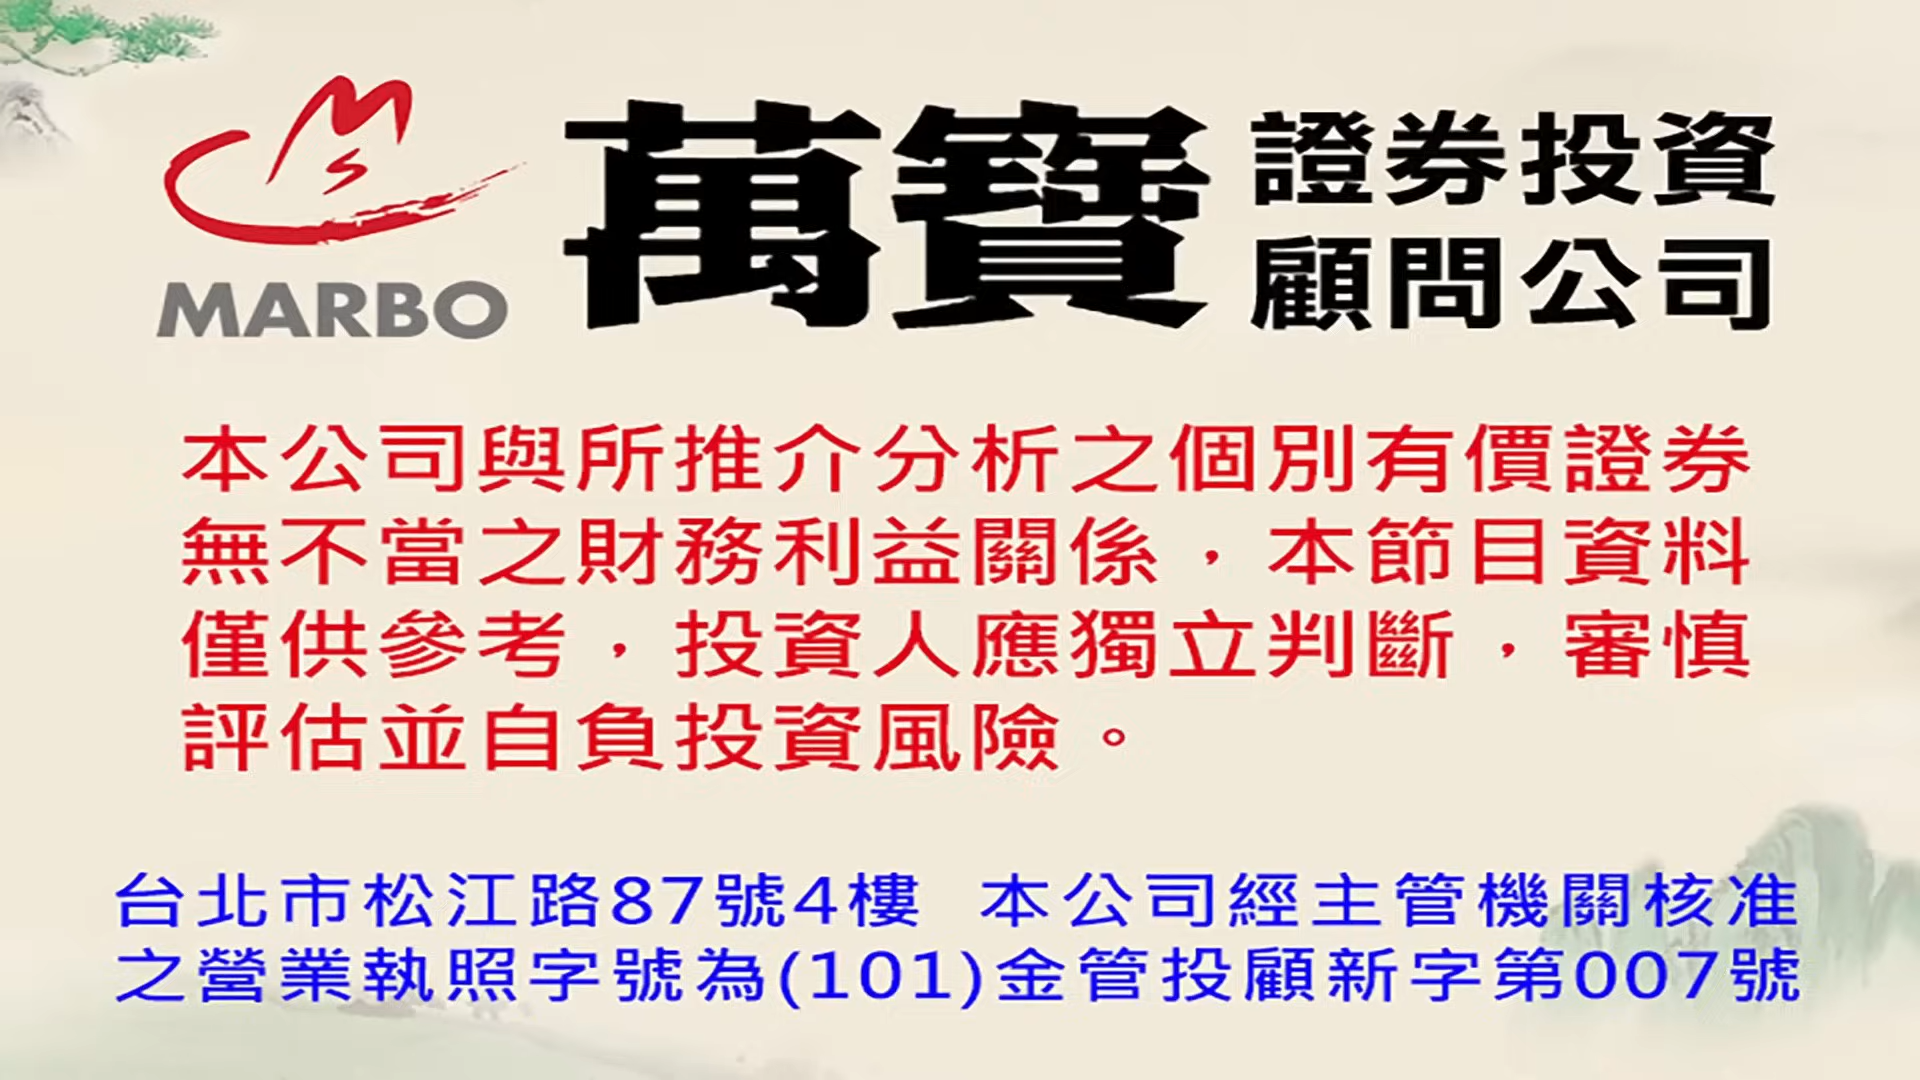 MS
MARBO
萬寶
證券投資
顧問公司
本公司與所推介分析之個別有價證券
無不當之財務利益關係，本節目資料
僅供參考，投資人應獨立判斷，審慎
評估並自負投資風險。
台北市松江路87號4樓 本公司經主管機關核准
之營業執照字號為(101)金管投顧新字第007號